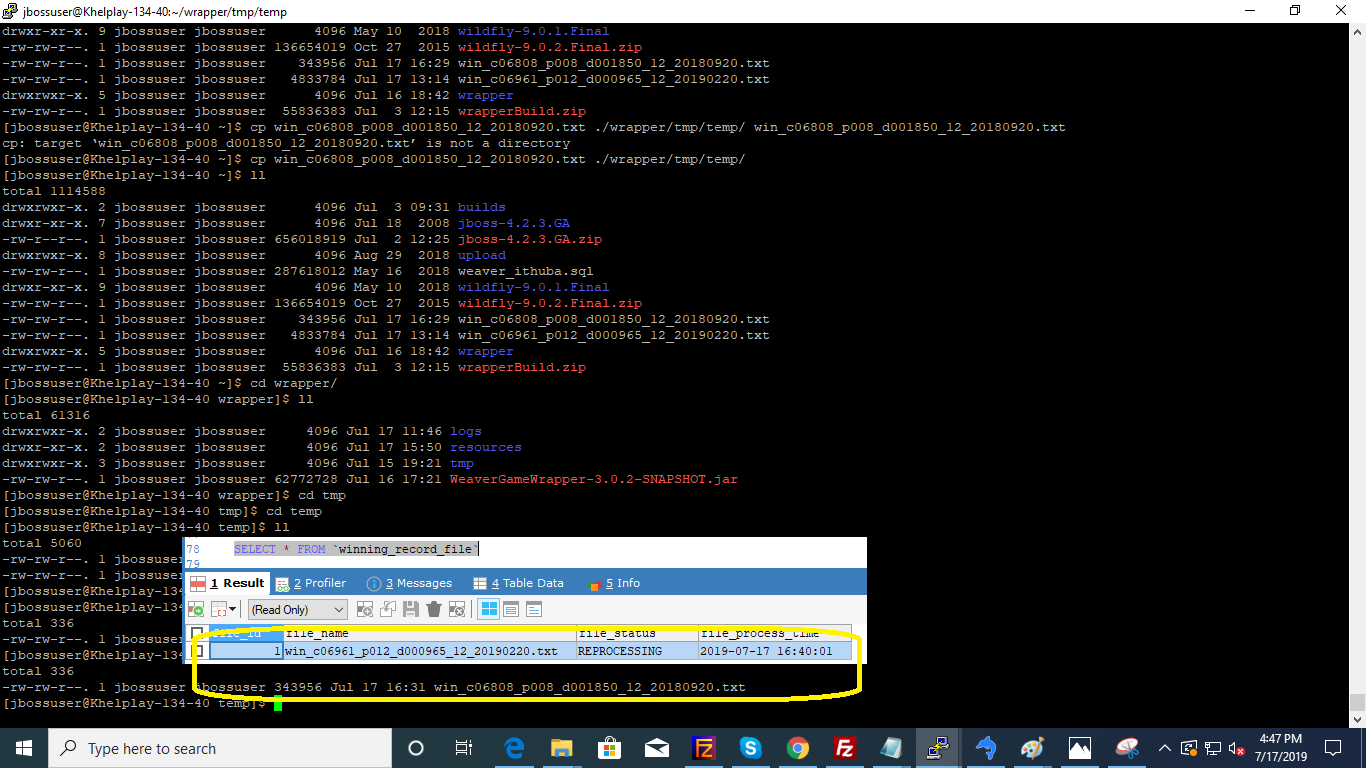 jbossuser@Khelplay-134-40:~/wrapper/tmp/temp
drwxr-xr-x. 9 jbossuser jbossuser 4096 May 10 2018 wildfly-9.0.1.Final
-rw-rw-r--. 1 jbossuser jbossuser 136654019 Oct 27 2015 wildfly-9.0.2.Final.zip
-rw-rw-r--. 1 jbossuser jbossuser 343956 Jul 17 16:29 win_c06808_p008_d001850_12_20180920.txt
-rw-rw-r--. 1 jbossuser jbossuser 4833784 Jul 17 13:14 win_c06961_p012_d000965_12_20190220.txt
drwxrwxr-x. 5 jbossuser jbossuser 4096 Jul 16 18:42 wrapper
-rw-rw-r--. 1 jbossuser jbossuser 55836383 Jul 3 12:15 wrapperBuild.zip
[jbossuser@Khelplay-134-40 ~]$ cp win_c06808_p008_d001850_12_20180920.txt ./wrapper/tmp/temp/ win_c06808_p008_d001850_12_20180920.txt
cp: target ‘win_c06808_p008_d001850_12_20180920.txt’ is not a directory
[jbossuser@Khelplay-134-40 ~]$ cp win_c06808_p008_d001850_12_20180920.txt ./wrapper/tmp/temp/
[jbossuser@Khelplay-134-40 ~]$ ll
total 1114588
drwxrwxr-x. 2 jbossuser jbossuser 4096 Jul 3 09:31 builds
drwxr-xr-x. 7 jbossuser jbossuser 4096 Jul 18 2008 jboss-4.2.3.GA
-rw-r--r--. 1 jbossuser jbossuser 656018919 Jul 2 12:25 jboss-4.2.3.GA.zip
drwxrwxr-x. 8 jbossuser jbossuser 4096 Aug 29 2018 upload
-rw-rw-r--. 1 jbossuser jbossuser 287618012 May 16 2018 weaver_ithuba.sql
drwxr-xr-x. 9 jbossuser jbossuser 4096 May 10 2018 wildfly-9.0.1.Final
-rw-rw-r--. 1 jbossuser jbossuser 136654019 Oct 27 2015 wildfly-9.0.2.Final.zip
-rw-rw-r--. 1 jbossuser jbossuser 343956 Jul 17 16:29 win_c06808_p008_d001850_12_20180920.txt
-rw-rw-r--. 1 jbossuser jbossuser 4833784 Jul 17 13:14 win_c06961_p012_d000965_12_20190220.txt
drwxrwxr-x. 5 jbossuser jbossuser 4096 Jul 16 18:42 wrapper
-rw-rw-r--. 1 jbossuser jbossuser 55836383 Jul 3 12:15 wrapperBuild.zip
[jbossuser@Khelplay-134-40 ~]$ cd wrapper/
[jbossuser@Khelplay-134-40 wrapper]$ ll
total 61316
drwxrwxr-x. 2 jbossuser jbossuser 4096 Jul 17 11:46 logs
drwxr-xr-x. 2 jbossuser jbossuser 4096 Jul 17 15:50 resources
drwxrwxr-x. 3 jbossuser jbossuser 4096 Jul 15 19:21 tmp
-rw-rw-r--. 1 jbossuser jbossuser 62772728 Jul 16 17:21 WeaverGameWrapper-3.0.2-SNAPSHOT.jar
[jbossuser@Khelplay-134-40 wrapper]$ cd tmp
[jbossuser@Khelplay-134-40 tmp]$ cd temp
[jbossuser@Khelplay-134-40 temp]$ ll
total 5060
-rw-rw-r--. 1 j
-rw-rw-r--. 1 j
[jbossuser@Khel
[jbossuser@Khel
total 336
-rw-rw-r--. 1 j
[jbossuser@Khel
total 336
-rw-rw-r--. 1 jbossuser jbossuser 343956 Jul 17 16:31 win_c06808_p008_d001850_12_20180920.txt
[jbossuser@Khelplay-134-40 temp]$
78 SELECT * FROM `winning_record_file`
79
1 Result 2 Profiler 3 Messages 4 Table Data 5 Info
(Read Only)
file_id file_name file_status file_process_time
1 win_c06961_p012_d000965_12_20190220.txt REPROCESSING 2019-07-17 16:40:01
Type here to search
4:47 PM
7/17/2019